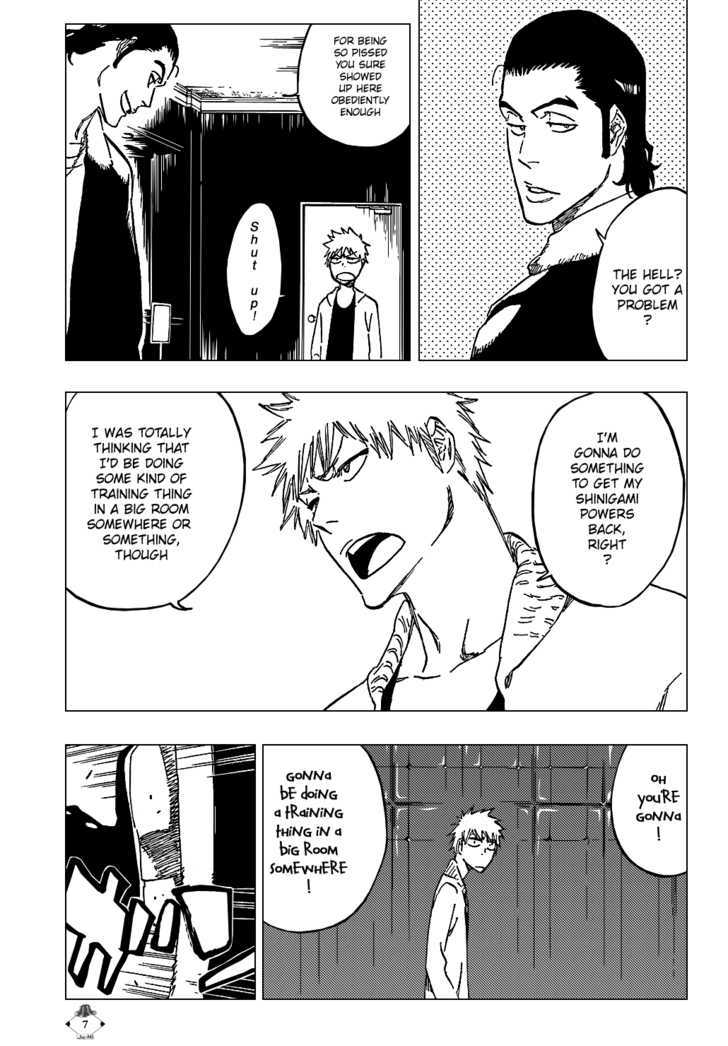 THE HELL?
YOU GOT A
PROBLEM
?
FOR BEING
SO PISSED
YOU SURE
SHOWED
UP HERE
OBEDIENTLY
ENOUGH
Shut up!
I'M
GONNA DO
SOMETHING
TO GET MY
SHINIGAMI
POWERS
BACK,
RIGHT
?
I WAS TOTALLY
THINKING THAT
I'D BE DOING
SOME KIND OF
TRAINING THING
IN A BIG ROOM
SOMEWHERE OR
SOMETHING,
THOUGH
OH
YOU'RE
GONNA
!
GONNA
BE DOING
A TRAINING
THING IN A
BIG ROOM
SOMEWHERE
!
7